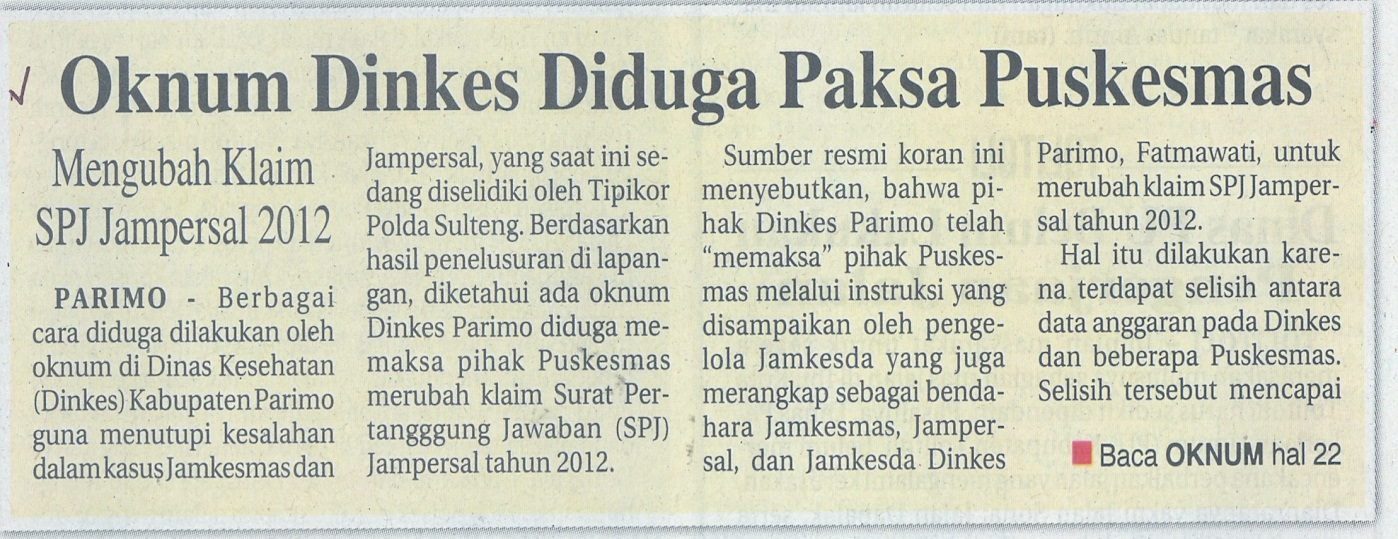 Oknum Dinkes Diduga Paksa Puskesmas
Mengubah Klaim
SPJ Jampersal 2012
PARIMO - Berbagai
cara diduga dilakukan oleh
oknum di Dinas Kesehatan
(Dinkes) Kabupaten Parimo
guna menutupi kesalahan
dalam kasus Jamkesmas dan
Jampersal, yang saat ini se-
dang diselidiki oleh Tipikor
Polda Sulteng. Berdasarkan
hasil penelusuran di lapan-
gan, diketahui ada oknum
Dinkes Parimo diduga me-
maksa pihak Puskesmas
merubah klaim Surat Per-
tangggung Jawaban (SPJ)
Jampersal tahun 2012.
Sumber resmi koran ini
menyebutkan, bahwa pi-
hak Dinkes Parimo telah
“memaksa” pihak Puskes-
mas melalui instruksi yang
disampaikan oleh penge-
lola Jamkesda yang juga
merangkap sebagai benda-
hara Jamkesmas, Jamper-
sal, dan Jamkesda Dinkes
Parimo, Fatmawati, untuk
merubah klaim SPJ Jamper-
sal tahun 2012.
Hal itu dilakukan kare-
na terdapat selisih antara
data anggaran pada Dinkes
dan beberapa Puskesmas.
Selisih tersebut mencapai
Baca OKNUM hal 22